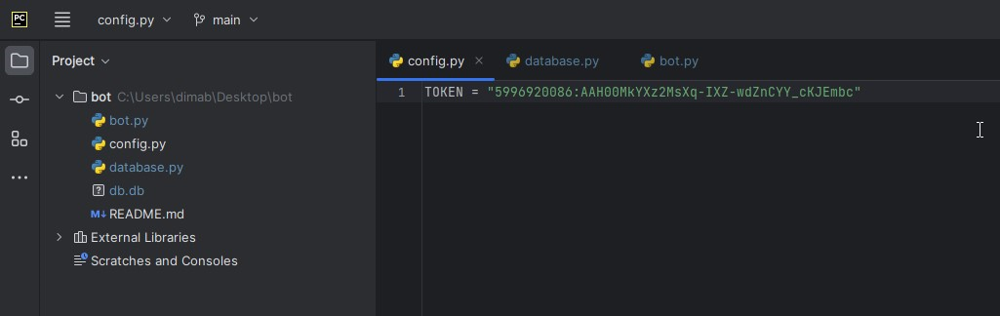 PC
config.py
main
Project
config.py
database.py
bot.py
bot C:\Users\dimab\Desktop\bot
bot.py
config.py
database.py
? db.db
M↓ README.md
External Libraries
Scratches and Consoles
1 TOKEN = "5996920086:AAH00MkYXz2MsXq-IXZ-wdZnCYY_cKJEmbc"